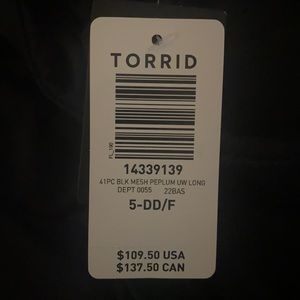 TORRID
FL_100
14339139
41PC BLK MESH PEPLUM UW LONG
DEPT 0055 22BAS
5-DD/F
$109.50 USA
$137.50 CAN